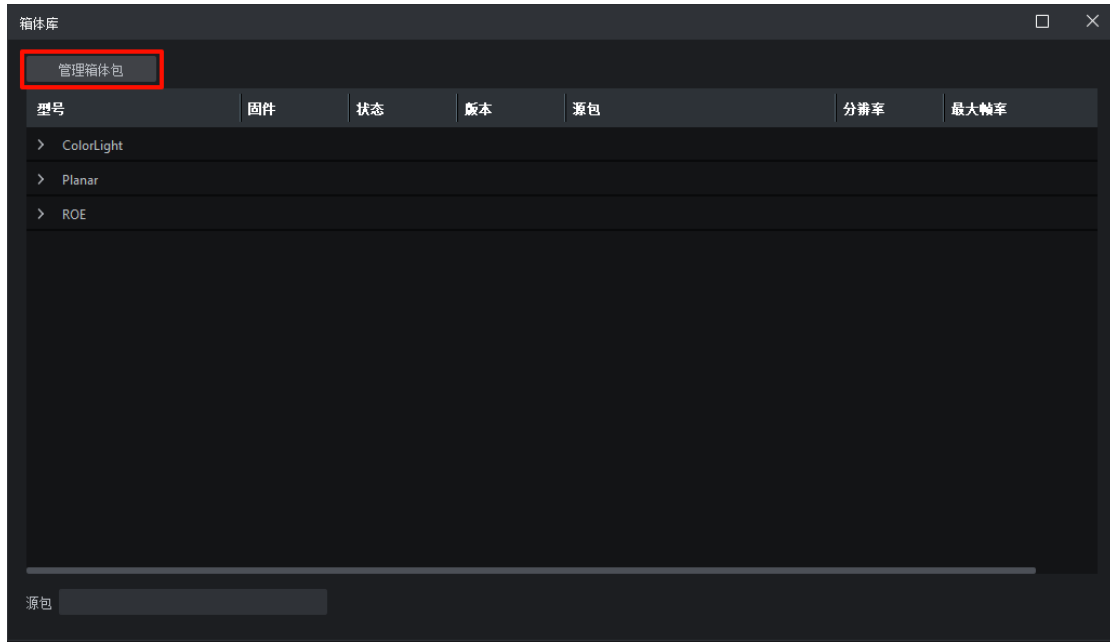 箱体库
管理箱体包
型号 固件 状态 版本 源包 分辨率 最大帧率
ColorLight
Planar
ROE
源包